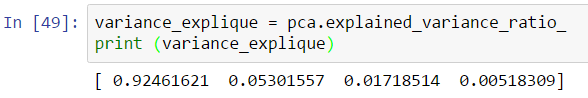 In [49]: variance_explique = pca.explained_variance_ratio_
print (variance_explique)
[ 0.92461621  0.05301557  0.01718514  0.00518309]